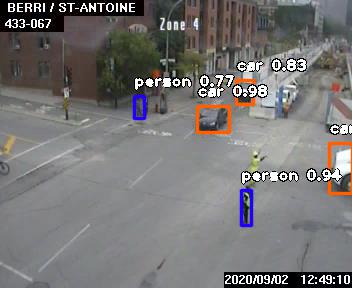 BERRI / ST-ANTOINE
433-067
Zone 4
car 0.83
person 0.77
car 0.98
car
person 0.94
2020/09/02 12:49:10